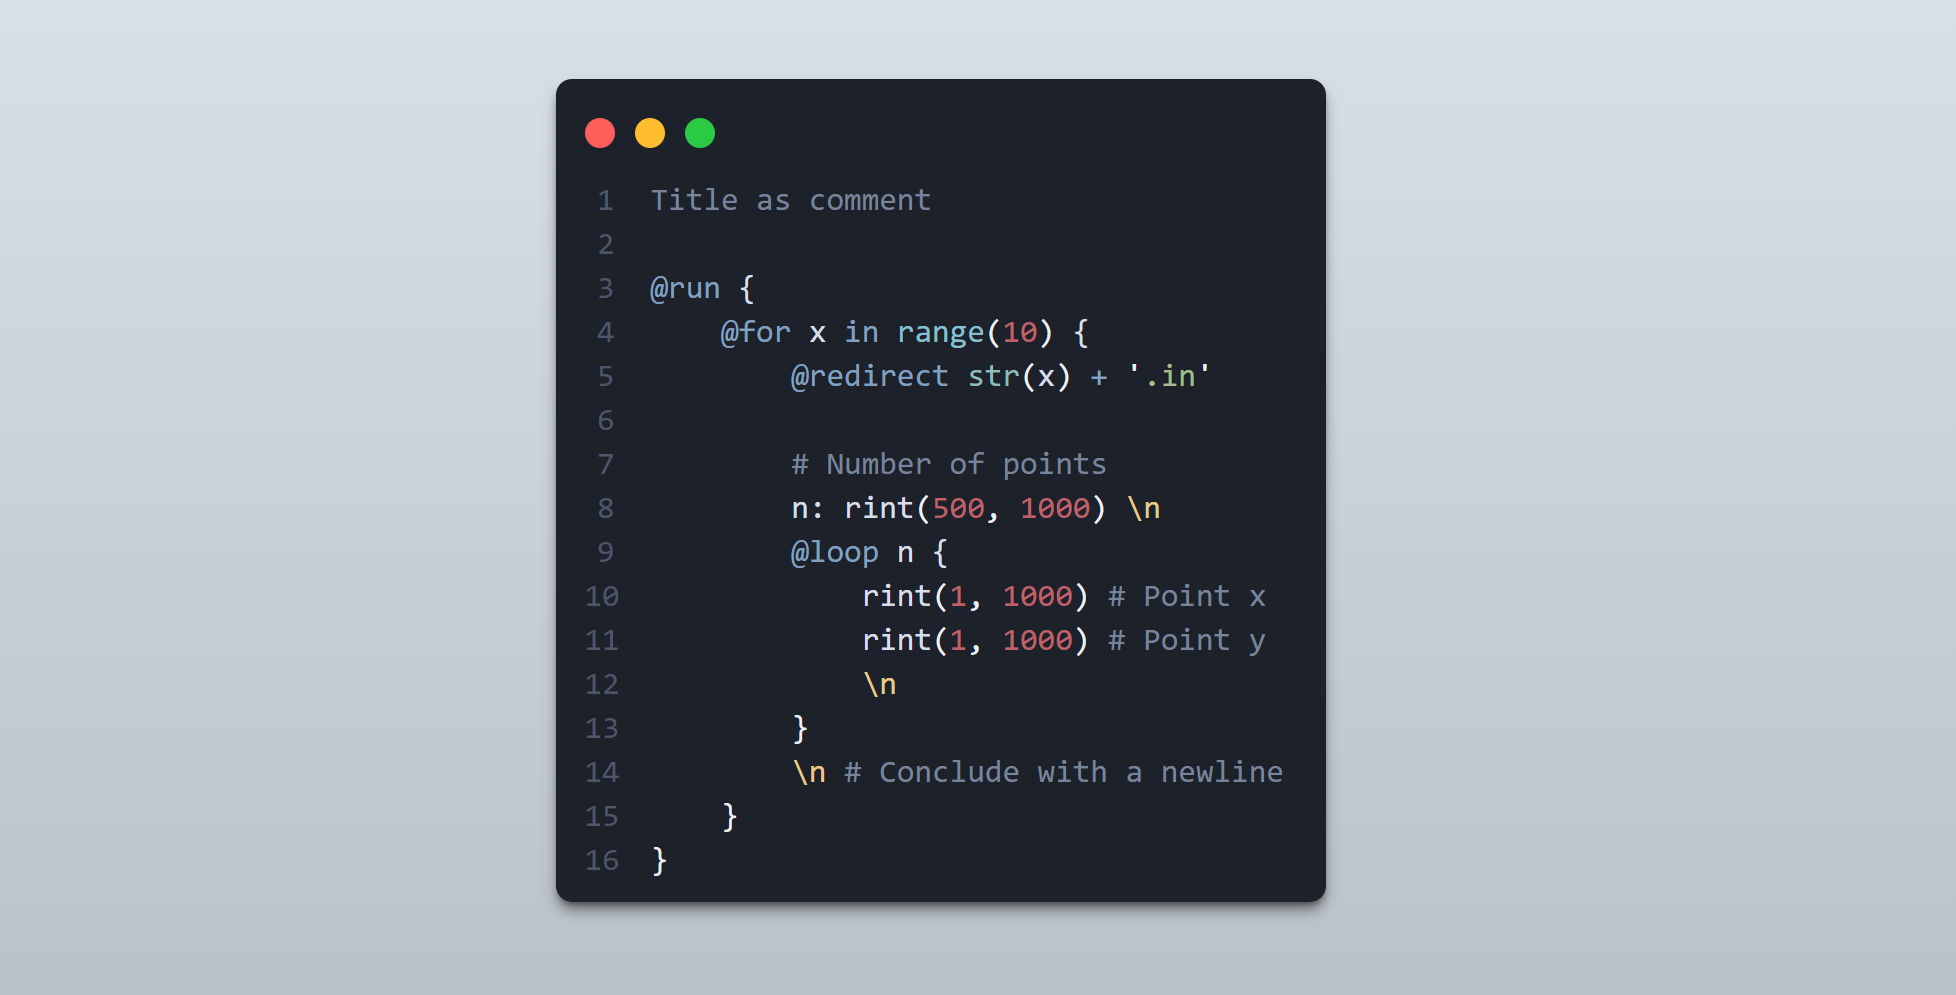 1 Title as comment
2
3 @run {
4     @for x in range(10) {
5         @redirect str(x) + '.in'
6
7         # Number of points
8         n: rint(500, 1000) \n
9         @loop n {
10             rint(1, 1000) # Point x
11             rint(1, 1000) # Point y
12             \n
13         }
14         \n # Conclude with a newline
15     }
16 }